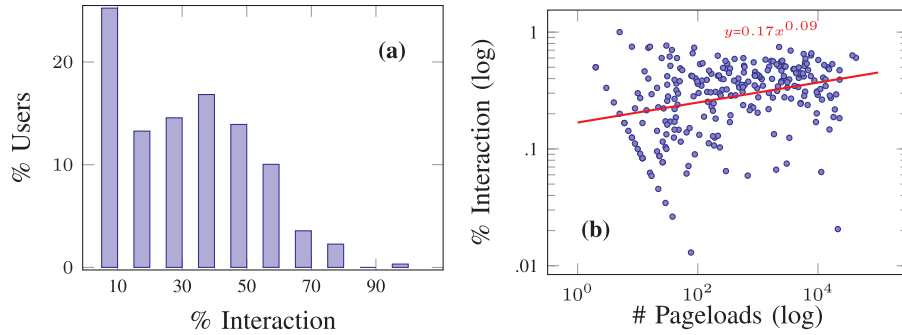 20
10
0
% Users
(a)
10 30 50 70 90
% Interaction
1
.1
.01
% Interaction (log)
y=0.17x^0.09
(b)
10^0 10^2 10^4
# Pageloads (log)